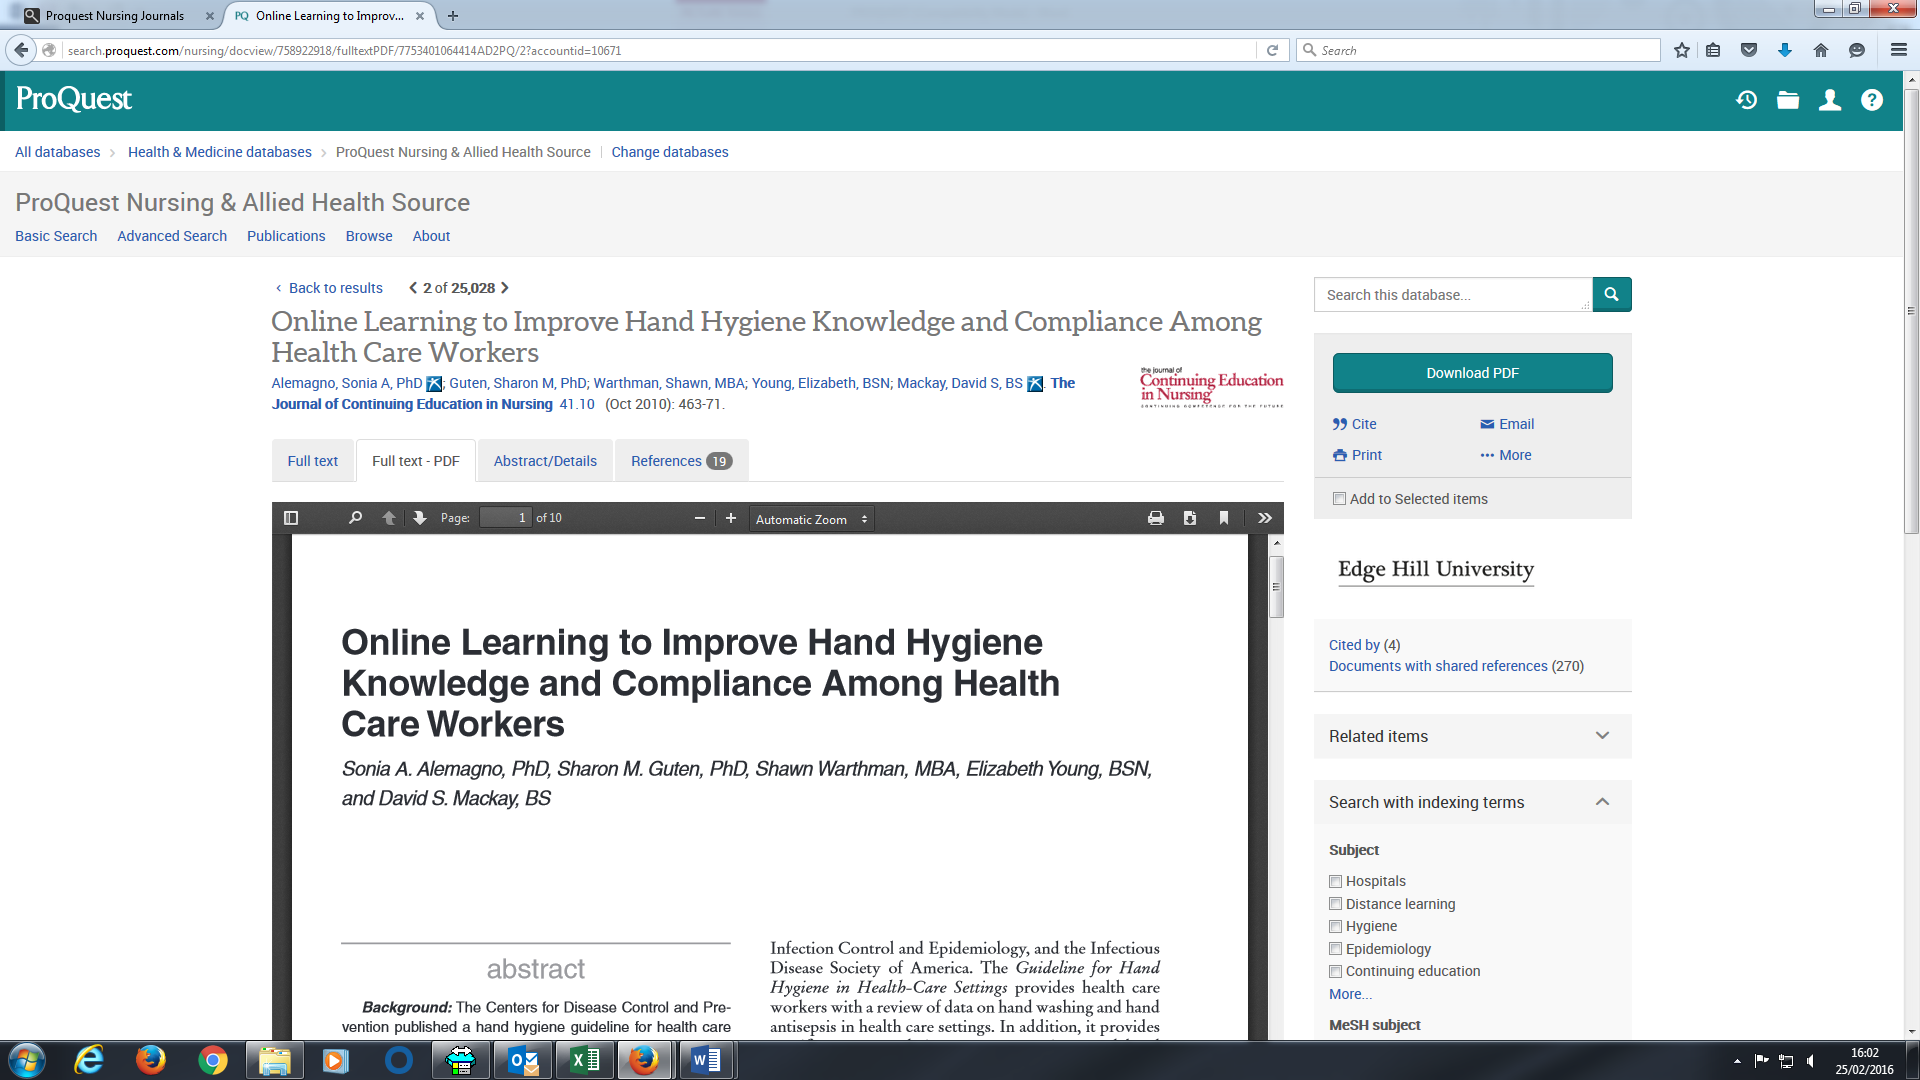 Proquest Nursing Journals
PQ Online Learning to Improv...
search.proquest.com/nursing/docview/758922918/fulltextPDF/7753401064414AD2PQ/2?accountid=10671
Search
ProQuest
All databases > Health & Medicine databases > ProQuest Nursing & Allied Health Source | Change databases
ProQuest Nursing & Allied Health Source
Basic Search Advanced Search Publications Browse About
‹ Back to results 2 of 25,028
Online Learning to Improve Hand Hygiene Knowledge and Compliance Among
Health Care Workers
Alemagno, Sonia A, PhD; Guten, Sharon M, PhD; Warthman, Shawn, MBA; Young, Elizabeth, BSN; Mackay, David S, BS. The
Journal of Continuing Education in Nursing 41.10 (Oct 2010): 463-71.
the journal of
Continuing Education
in Nursing
CONTINUING COMPETENCE FOR THE FUTURE
Full text Full text - PDF Abstract/Details References 19
Page: 1 of 10 Automatic Zoom
Online Learning to Improve Hand Hygiene
Knowledge and Compliance Among Health
Care Workers
Sonia A. Alemagno, PhD, Sharon M. Guten, PhD, Shawn Warthman, MBA, Elizabeth Young, BSN,
and David S. Mackay, BS
abstract
Background: The Centers for Disease Control and Pre-
vention published a hand hygiene guideline for health care
Infection Control and Epidemiology, and the Infectious
Disease Society of America. The Guideline for Hand
Hygiene in Health-Care Settings provides health care
workers with a review of data on hand washing and hand
antisepsis in health care settings. In addition, it provides
Search this database...
Download PDF
Cite Email
Print More
Add to Selected items
Edge Hill University
Cited by (4)
Documents with shared references (270)
Related items
Search with indexing terms
Subject
Hospitals
Distance learning
Hygiene
Epidemiology
Continuing education
More...
MeSH subject
16:02
25/02/2016